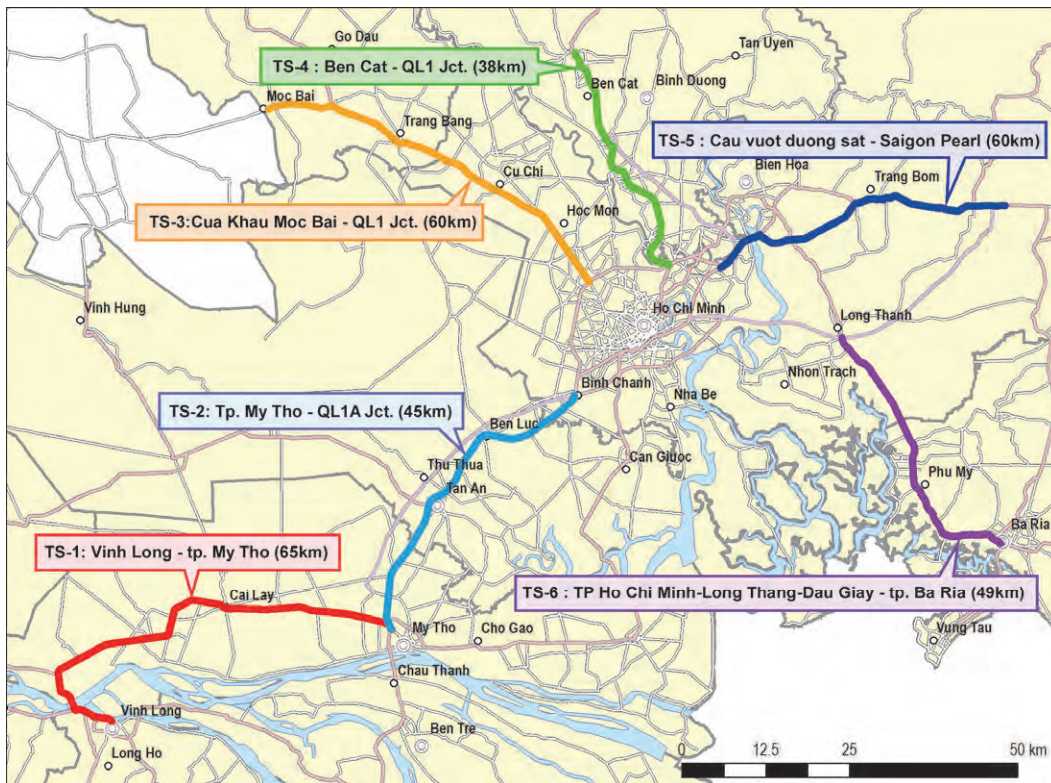 Go Dau
Tan Uyen
TS-4 : Ben Cat - QL1 Jct. (38km)
Ben Cat
Binh Duong
Moc Bai
Trang Bang
TS-5 : Cau vuot duong sat - Saigon Pearl (60km)
Bien Hoa
Trang Bom
Cu Chi
TS-3:Cua Khau Moc Bai - QL1 Jct. (60km)
Hoc Mon
Vinh Hung
Ho Chi Minh
Long Thanh
Nhon Trach
Binh Chanh
Nha Be
TS-2: Tp. My Tho - QL1A Jct. (45km)
Ben Luc
Thu Thua
Can Giuoc
Tan An
Phu My
Ba Ria
TS-1: Vinh Long - tp. My Tho (65km)
Cai Lay
TS-6 : TP Ho Chi Minh-Long Thang-Dau Giay - tp. Ba Ria (49km)
My Tho
Cho Gao
Vung Tau
Chau Thanh
Vinh Long
Ben Tre
Long Ho
0 12.5 25 50 km